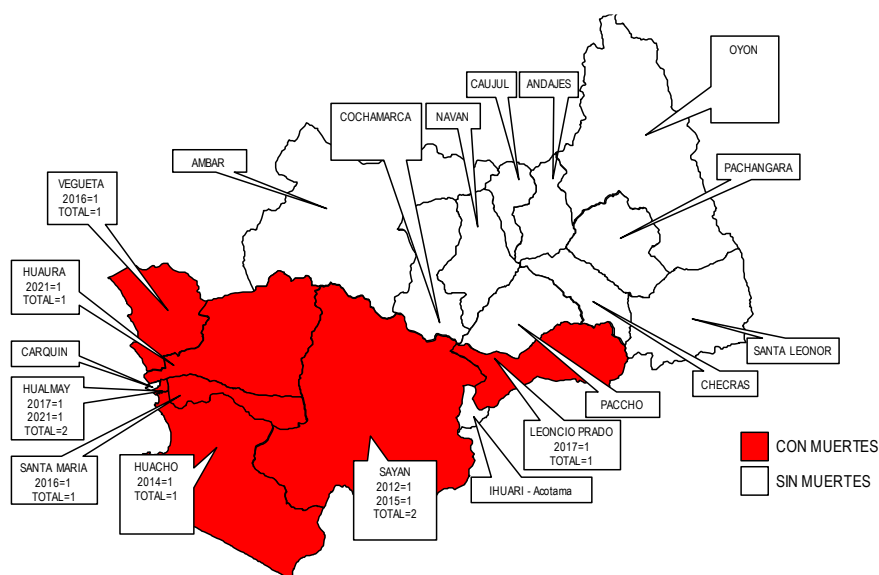 OYON
CAUJUL
ANDAJES
COCHAMARCA
NAVAN
AMBAR
PACHANGARA
VEGUETA
2016=1
TOTAL=1
HUAURA
2021=1
TOTAL=1
CARQUIN
HUALMAY
2017=1
2021=1
TOTAL=2
SANTA MARIA
2016=1
TOTAL=1
HUACHO
2014=1
TOTAL=1
SAYAN
2012=1
2015=1
TOTAL=2
IHUARI - Acotama
LEONCIO PRADO
2017=1
TOTAL=1
PACCHO
CHECRAS
SANTA LEONOR
CON MUERTES
SIN MUERTES